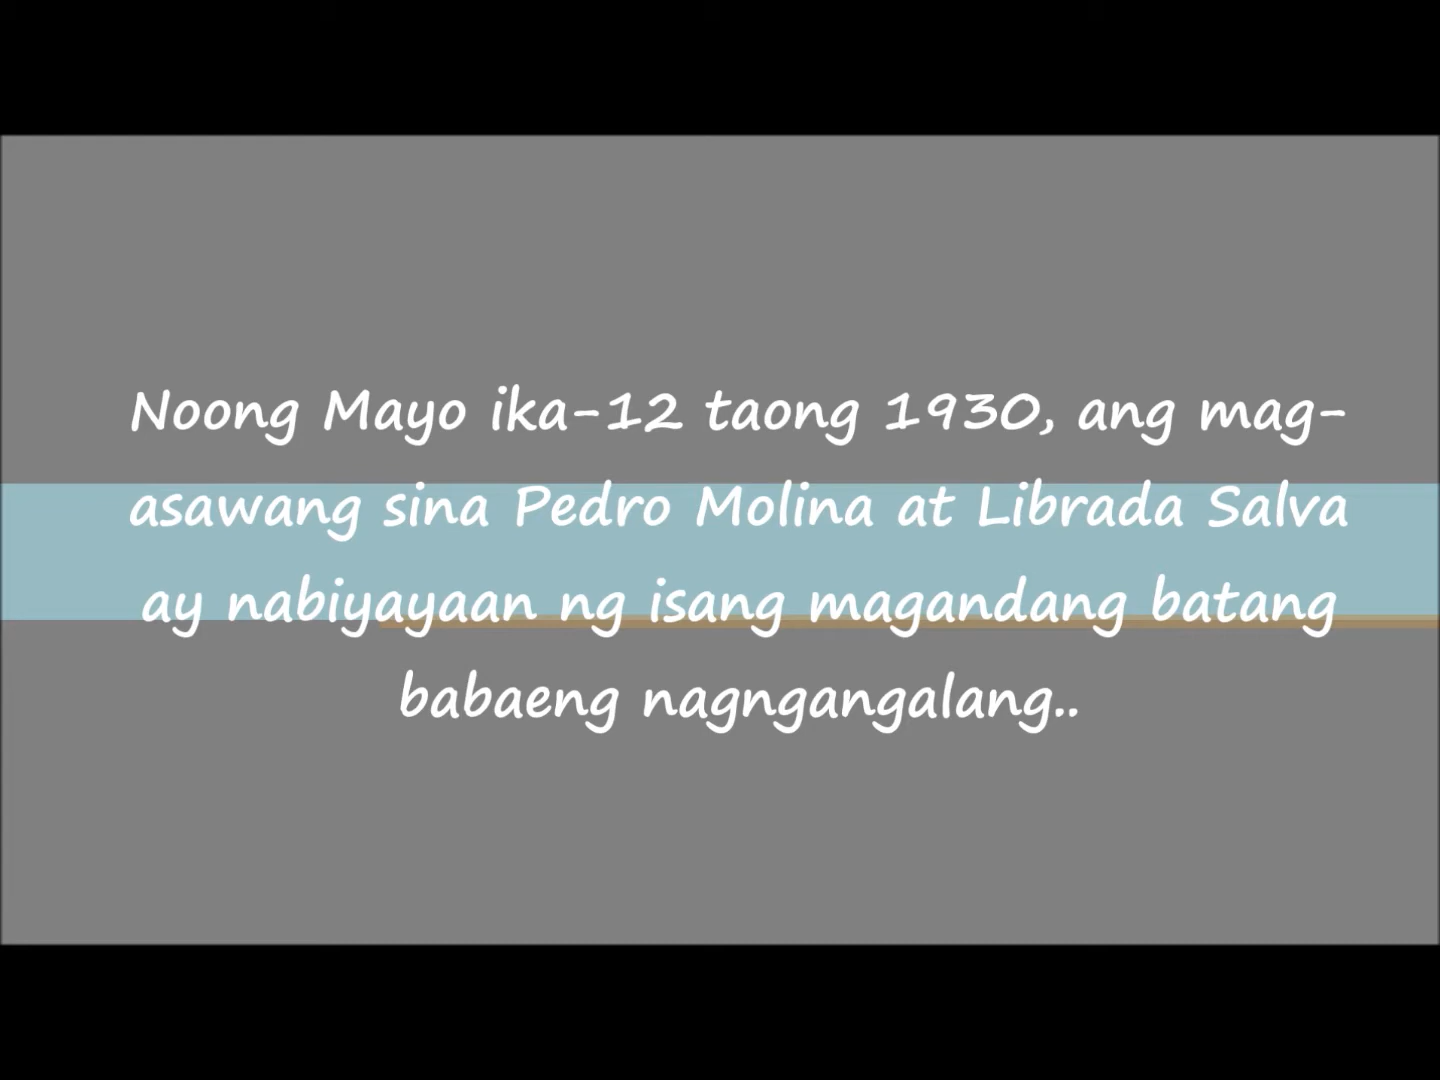 Noong Mayo ika-12 taong 1930, ang mag-
asawang sina Pedro Molina at Librada Salva
ay nabiyayaan ng isang magandang batang
babaeng nagngangalang..